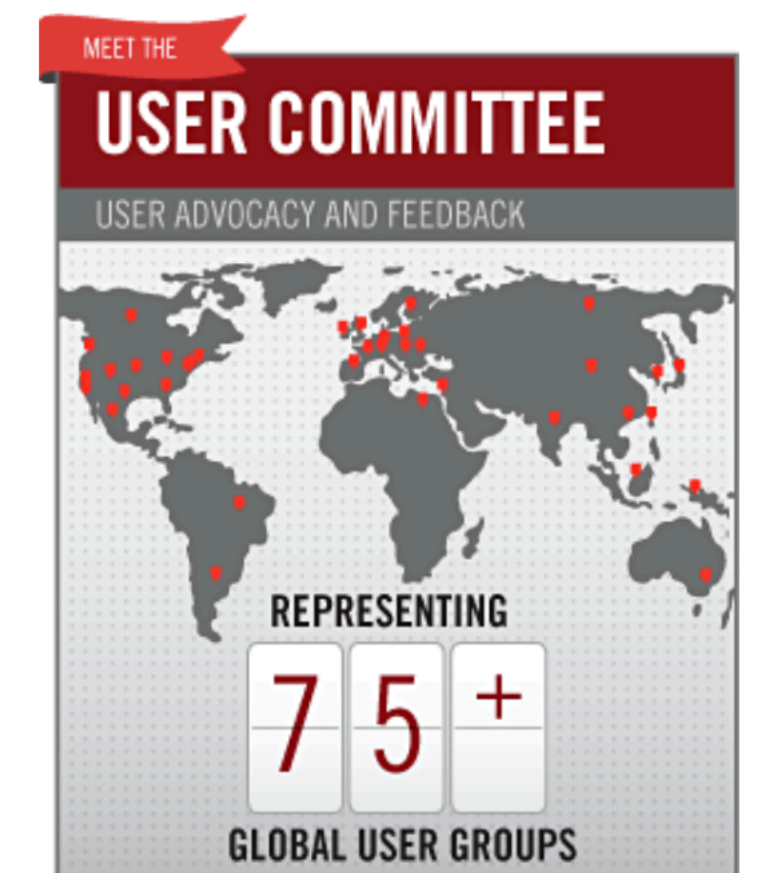 MEET THE
USER COMMITTEE
USER ADVOCACY AND FEEDBACK
REPRESENTING
75+
GLOBAL USER GROUPS